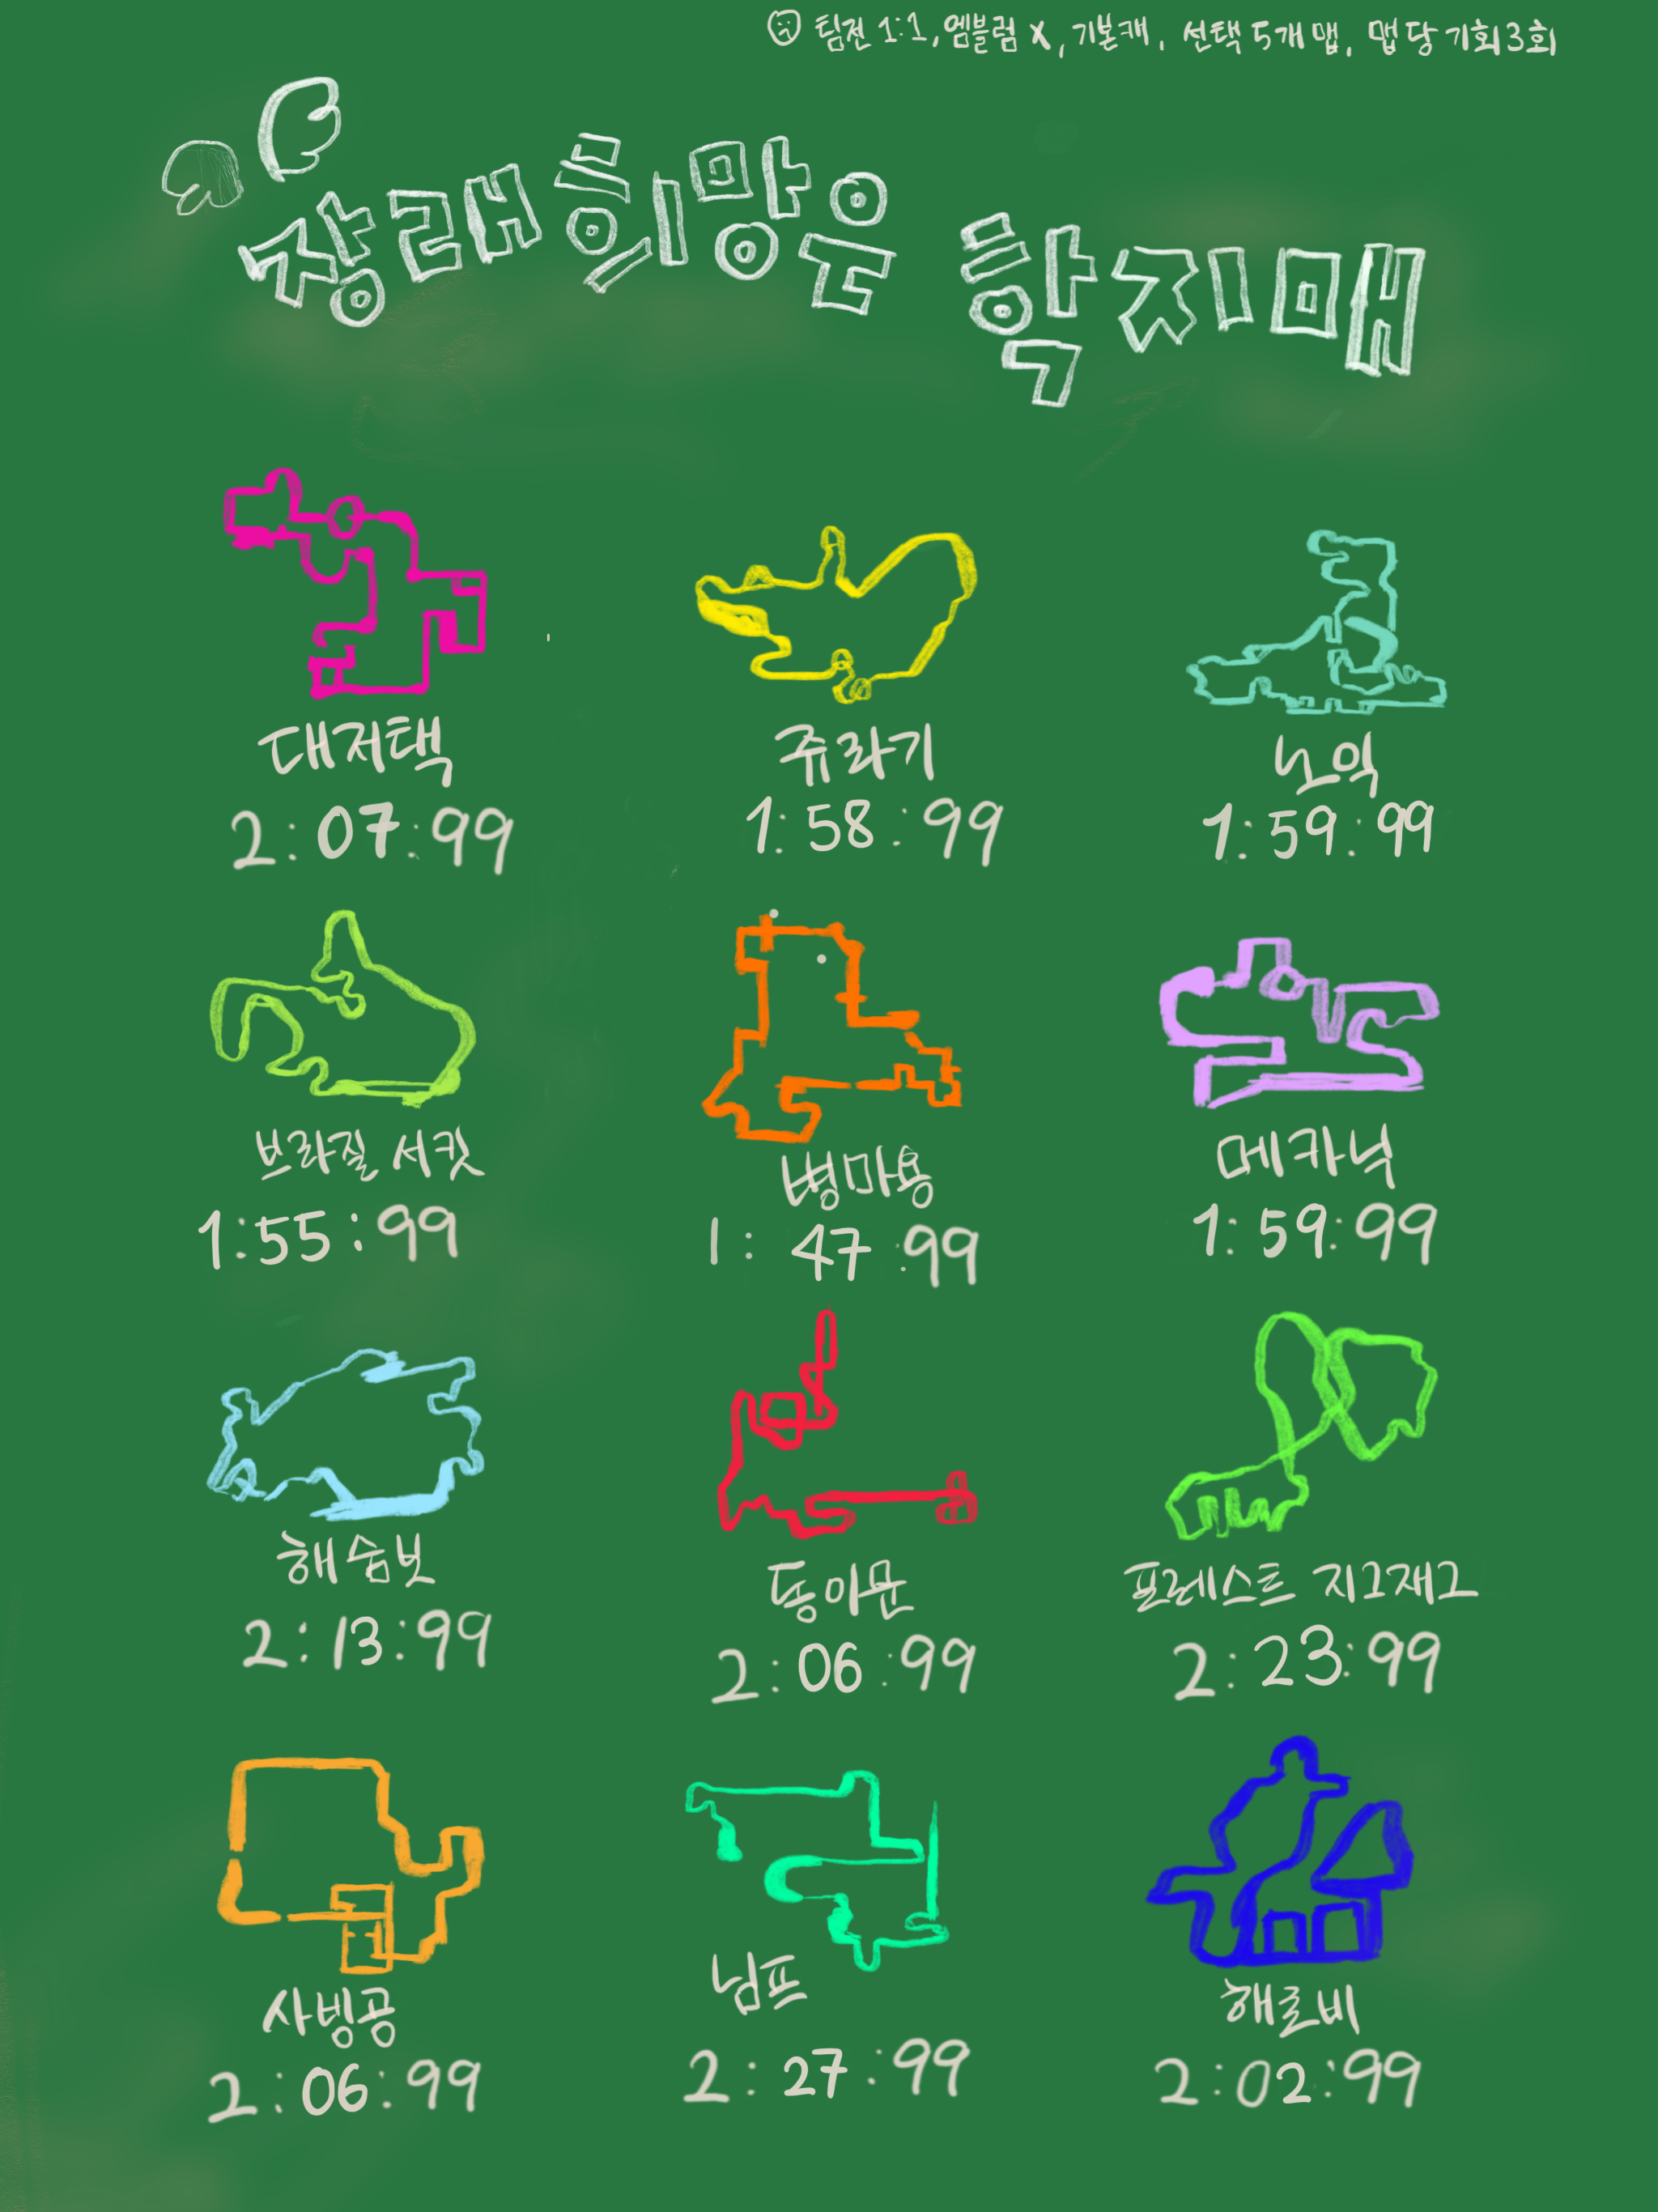 팀전 1:1, 엠블럼 X, 기본캐, 선택 5개 맵, 맵당 기회 3회
장래희망은 학지매
대저택
2:07:99
쥬라기
1:58:99
노익
1:59:99
브라질 서킷
1:55:99
병마용
1:47:99
메카닉
1:59:99
해숨보
2:13:99
동이문
2:06:99
포레스트 지그재그
2:23:99
사빙공
2:06:99
님프
2:27:99
해로비
2:02:99